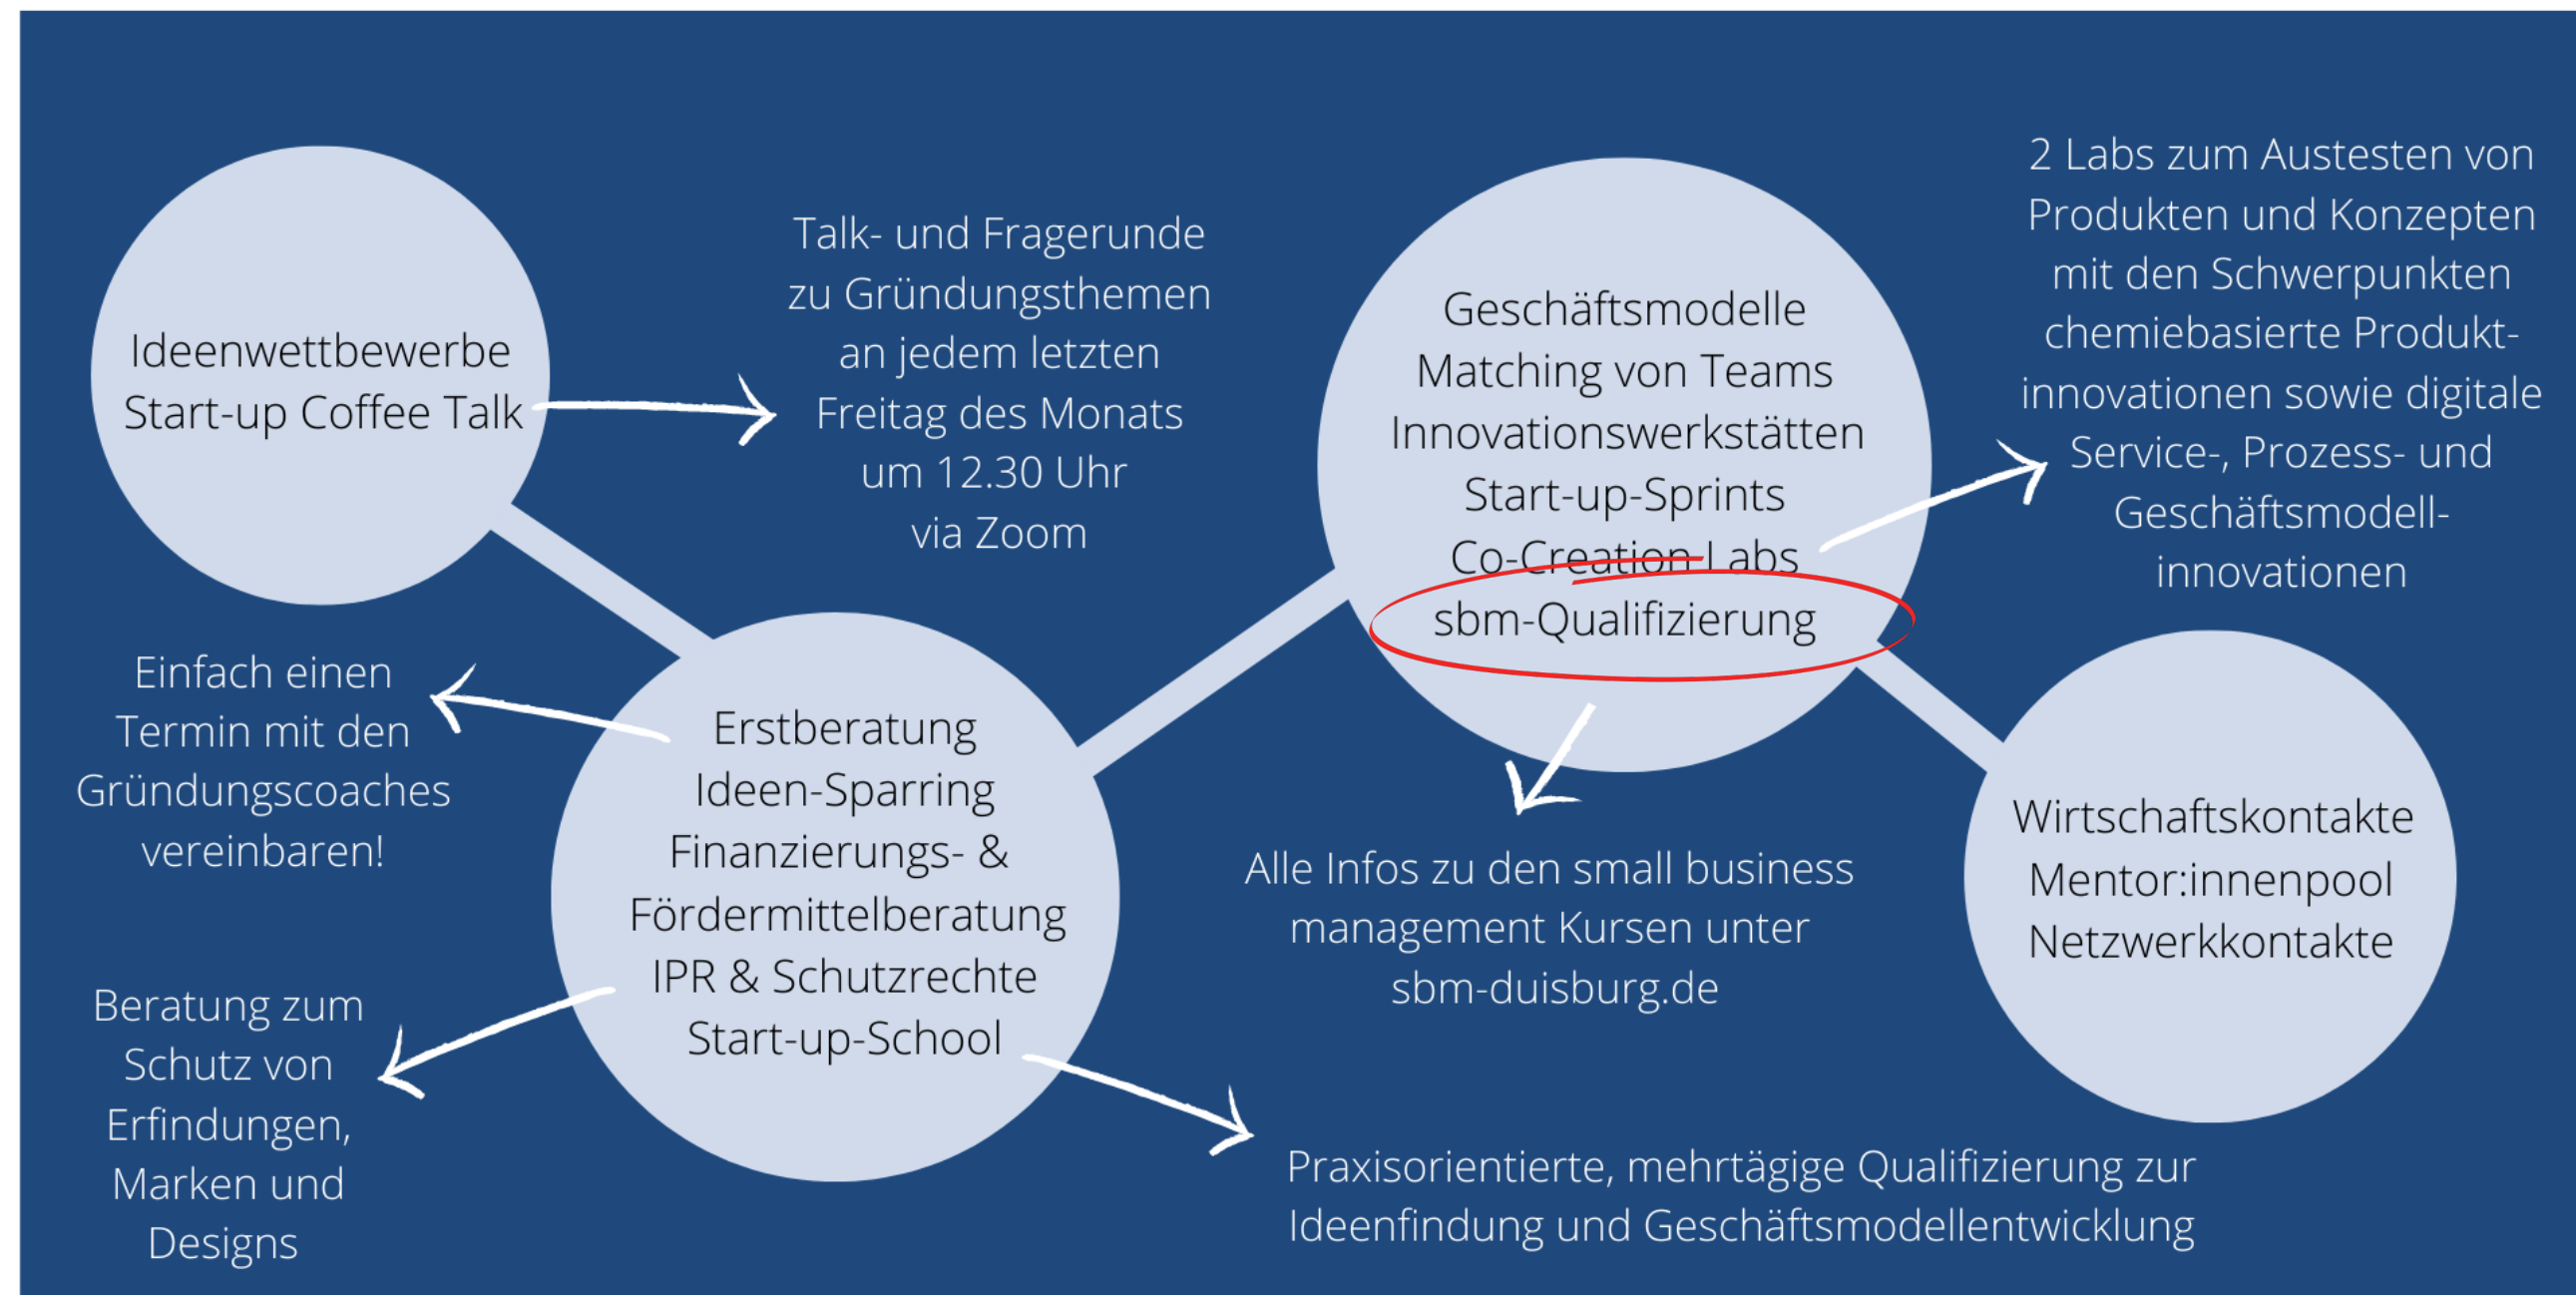 Ideenwettbewerbe
Start-up Coffee Talk
Talk- und Fragerunde
zu Gründungsthemen
an jedem letzten
Freitag des Monats
um 12.30 Uhr
via Zoom
Geschäftsmodelle
Matching von Teams
Innovationswerkstätten
Start-up-Sprints
Co-Creation Labs
sbm-Qualifizierung
2 Labs zum Austesten von
Produkten und Konzepten
mit den Schwerpunkten
chemiebasierte Produkt-
innovationen sowie digitale
Service-, Prozess- und
Geschäftsmodell-
innovationen
Einfach einen
Termin mit den
Gründungscoaches
vereinbaren!
Erstberatung
Ideen-Sparring
Finanzierungs- &
Fördermittelberatung
IPR & Schutzrechte
Start-up-School
Alle Infos zu den small business
management Kursen unter
sbm-duisburg.de
Wirtschaftskontakte
Mentor:innenpool
Netzwerkkontakte
Beratung zum
Schutz von
Erfindungen,
Marken und
Designs
Praxisorientierte, mehrtägige Qualifizierung zur
Ideenfindung und Geschäftsmodellentwicklung